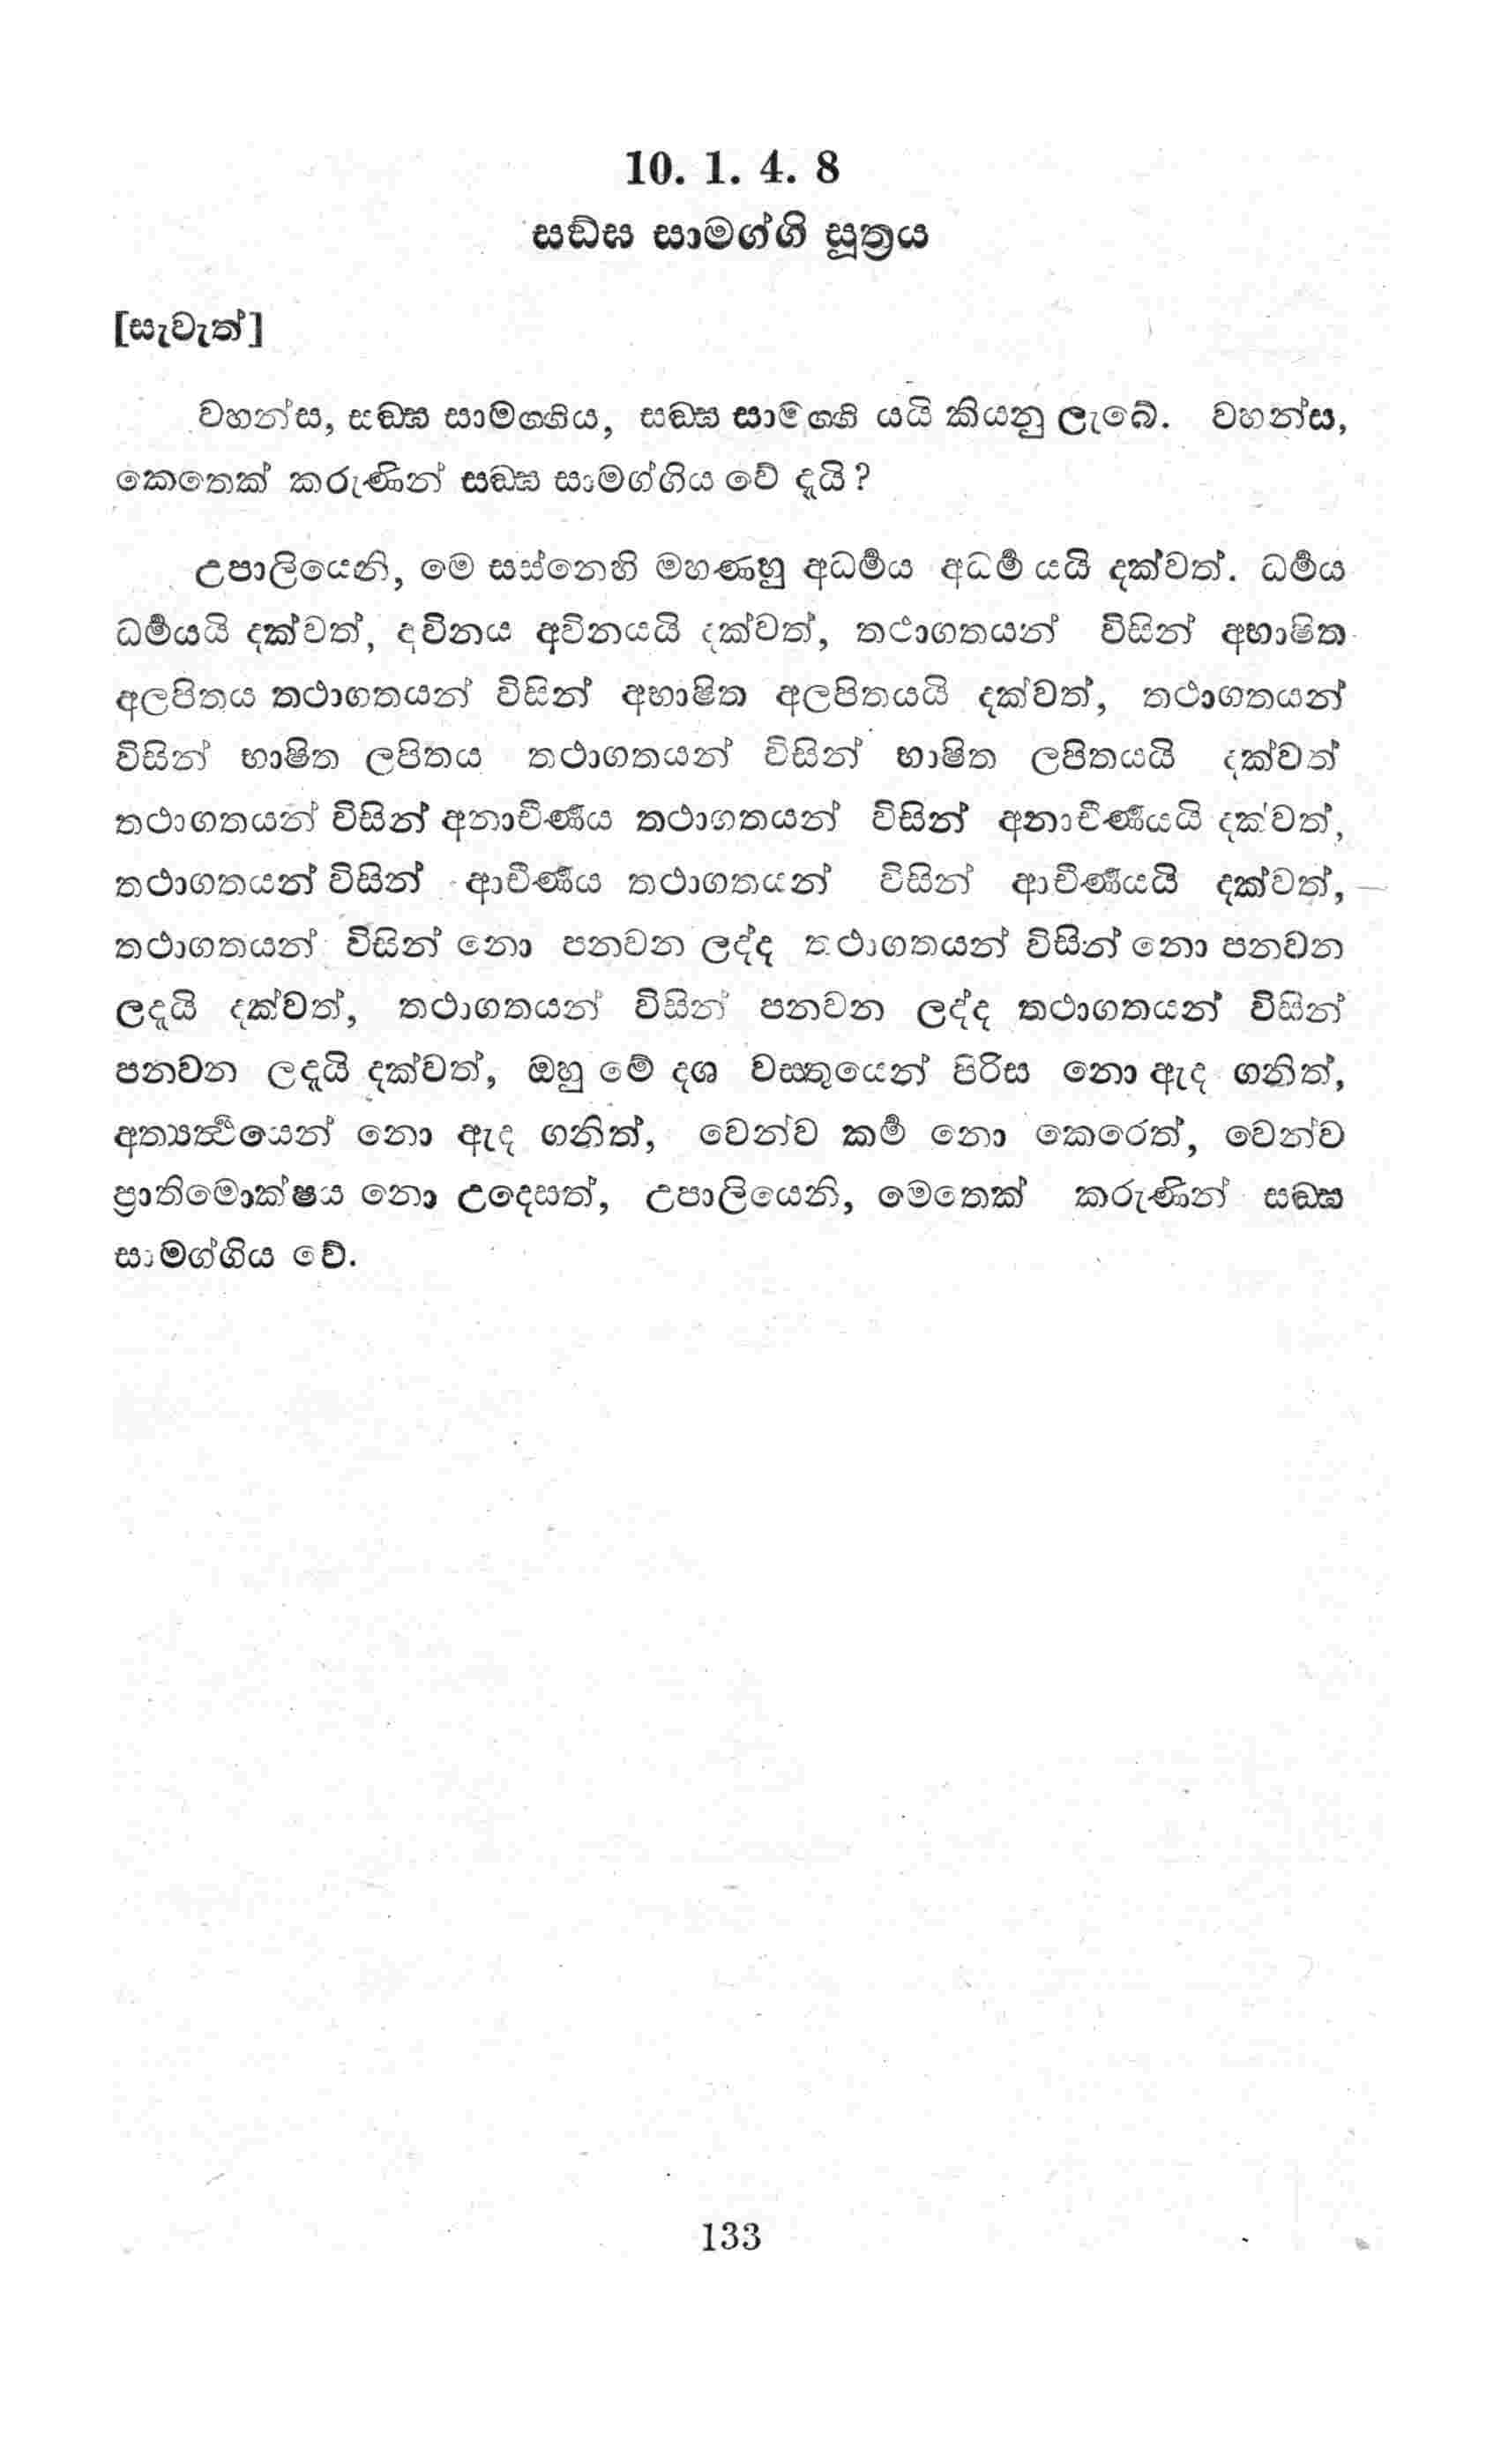 10. 1. 4. 8
සඞ්ඝ සාමග්ගි සූත්‍රය
[සැවැත්]
වහන්ස, සඞ්ඝ සාමග්ගිය, සඞ්ඝ සාමග්ගි යයි කියනු ලැබේ. වහන්ස,
කෙතෙක් කරුණින් සඞ්ඝ සාමග්ගිය වේ දැයි?
උපාලියෙනි, මෙ සස්නෙහි මහණහු අධර්‍මය අධර්‍ම යයි දක්වත්. ධර්‍මය
ධර්‍මයයි දක්වත්, දවිනය අවිනයයි දක්වත්, තථාගතයන් විසින් අභාෂිත
අලපිතය තථාගතයන් විසින් අභාෂිත අලපිතයයි දක්වත්, තථාගතයන්
විසින් භාෂිත ලපිතය තථාගතයන් විසින් භාෂිත ලපිතයයි දක්වත්
තථාගතයන් විසින් අනාචීර්‍ණය තථාගතයන් විසින් අනාචීර්‍ණයයි දක්වත්,
තථාගතයන් විසින් ආචීර්‍ණය තථාගතයන් විසින් ආචීර්‍ණයයි දක්වත්,
තථාගතයන් විසින් නො පනවන ලද්ද තථාගතයන් විසින් නො පනවන
ලදැයි දක්වත්, තථාගතයන් විසින් පනවන ලද්ද තථාගතයන් විසින්
පනවන ලදැයි දක්වත්, ඔහු මේ දශ වස්තුයෙන් පිරිස නො ඇද ගනිත්,
අත්‍යර්‍ත්‍ථයෙන් නො ඇද ගනිත්, වෙන්ව කර්‍ම නො කෙරෙත්, වෙන්ව
ප්‍රාතිමොක්ෂය නො උදෙසත්, උපාලියෙනි, මෙතෙක් කරුණින් සඞ්ඝ
සාමග්ගිය වේ.
133